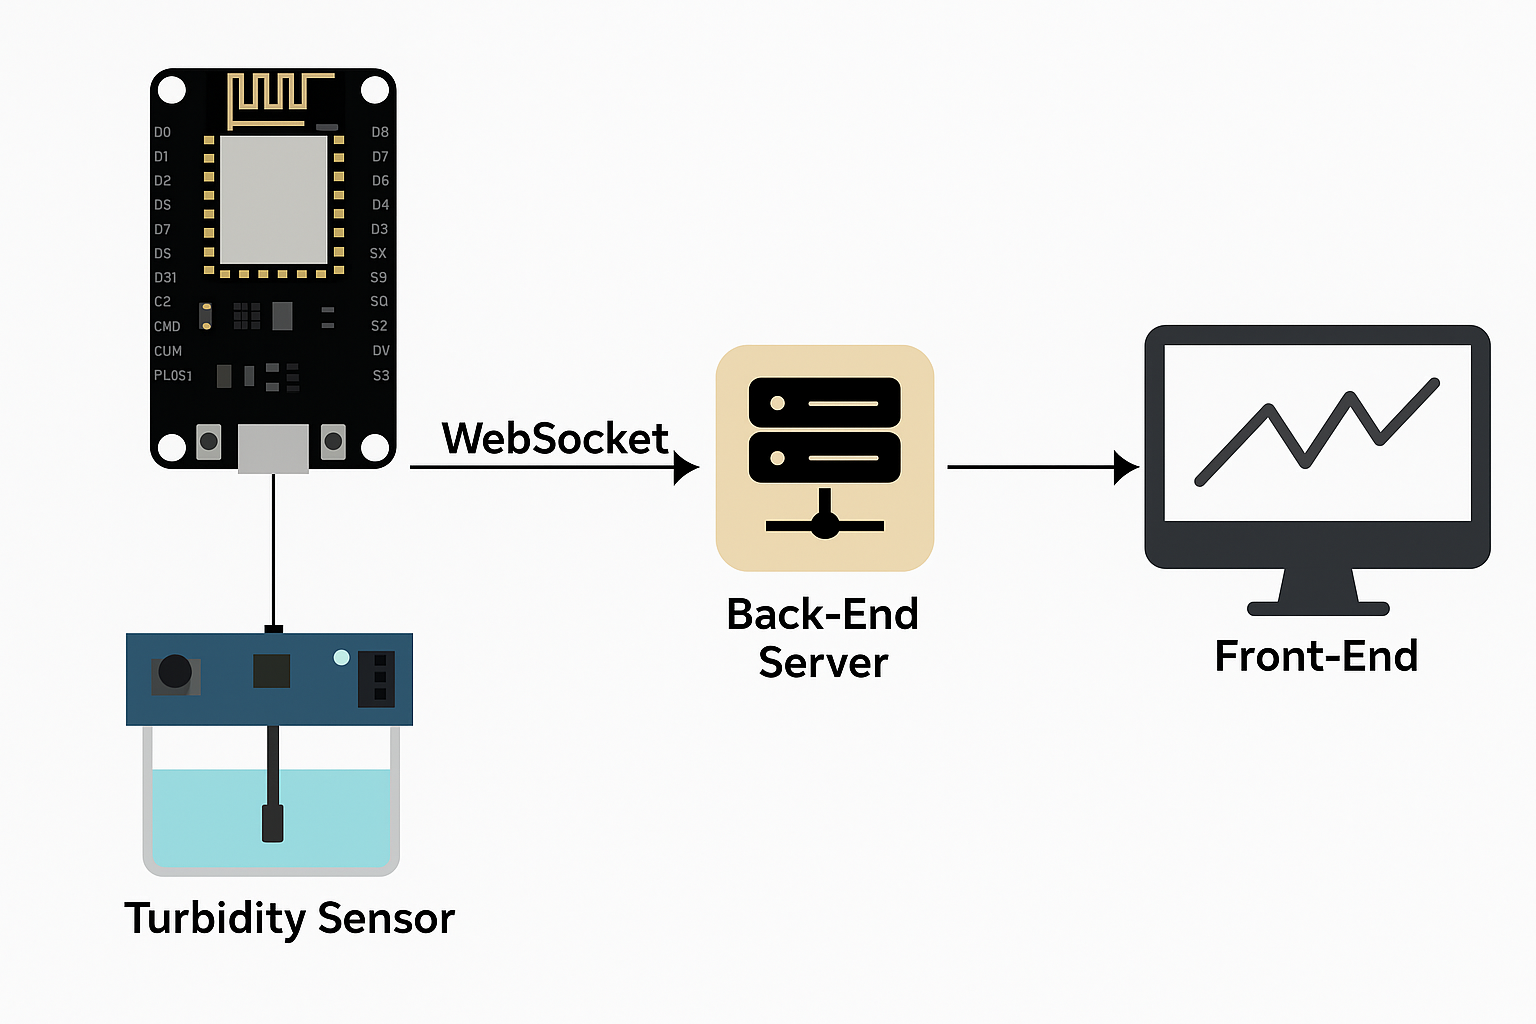 D0
D1
D2
DS
D7
DS
D31
C2
CMD
CUM
PL0S1
D8
D7
D6
D4
D3
SX
S9
SQ
S2
DV
S3
WebSocket
Back-End
Server
Front-End
Turbidity Sensor